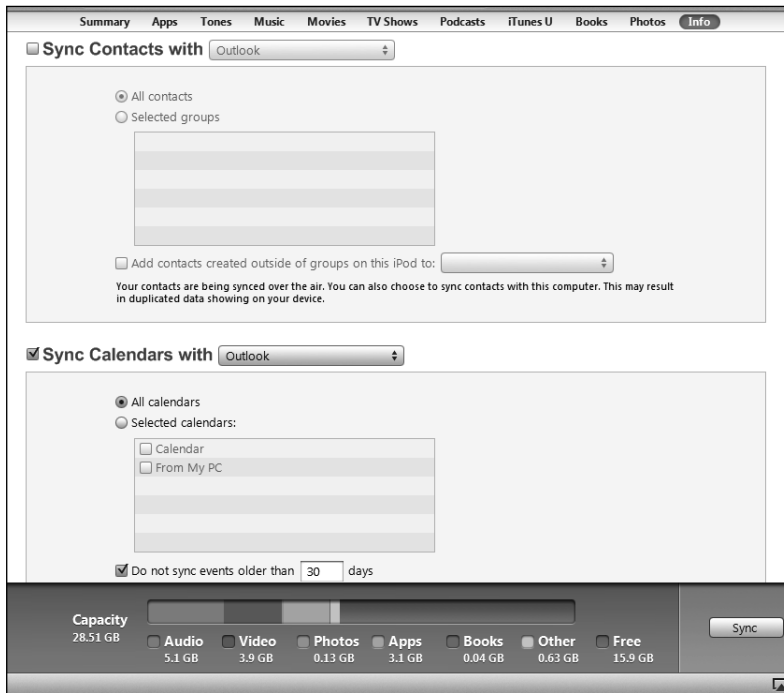 Summary Apps Tones Music Movies TV Shows Podcasts iTunes U Books Photos Info
Sync Contacts with Outlook
All contacts
Selected groups
Add contacts created outside of groups on this iPod to:
Your contacts are being synced over the air. You can also choose to sync contacts with this computer. This may result
in duplicated data showing on your device.
Sync Calendars with Outlook
All calendars
Selected calendars:
Calendar
From My PC
Do not sync events older than 30 days
Capacity
28.51 GB
Audio Video Photos Apps Books Other Free
5.1 GB 3.9 GB 0.13 GB 3.1 GB 0.04 GB 0.63 GB 15.9 GB
Sync